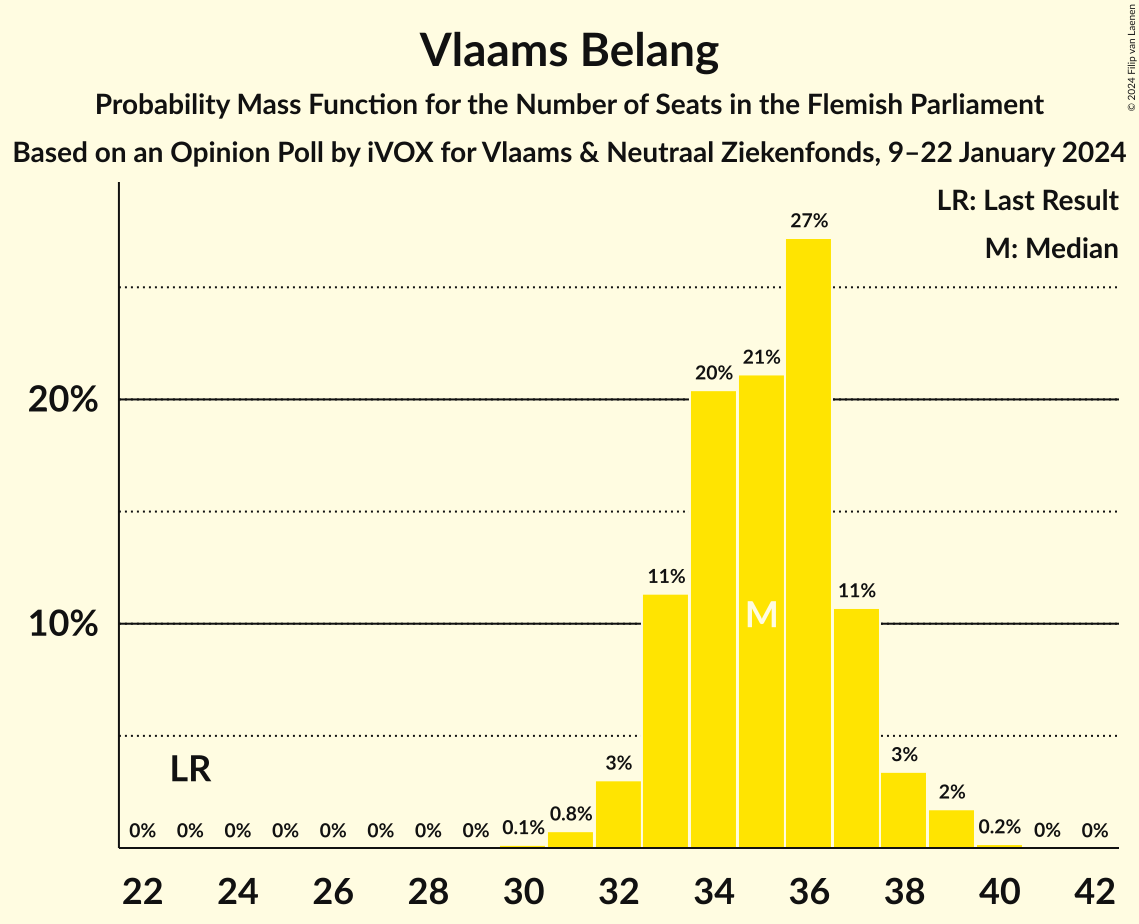 Vlaams Belang
Probability Mass Function for the Number of Seats in the Flemish Parliament
Based on an Opinion Poll by iVOX for Vlaams & Neutraal Ziekenfonds, 9–22 January 2024
© 2024 Filip van Laenen
LR: Last Result
M: Median
27%
21%
20%
20%
11%
11%
M
10%
LR
3%
3%
2%
0% 0% 0% 0% 0% 0% 0% 0% 0.1% 0.8% 0.2% 0% 0%
22 24 26 28 30 32 34 36 38 40 42